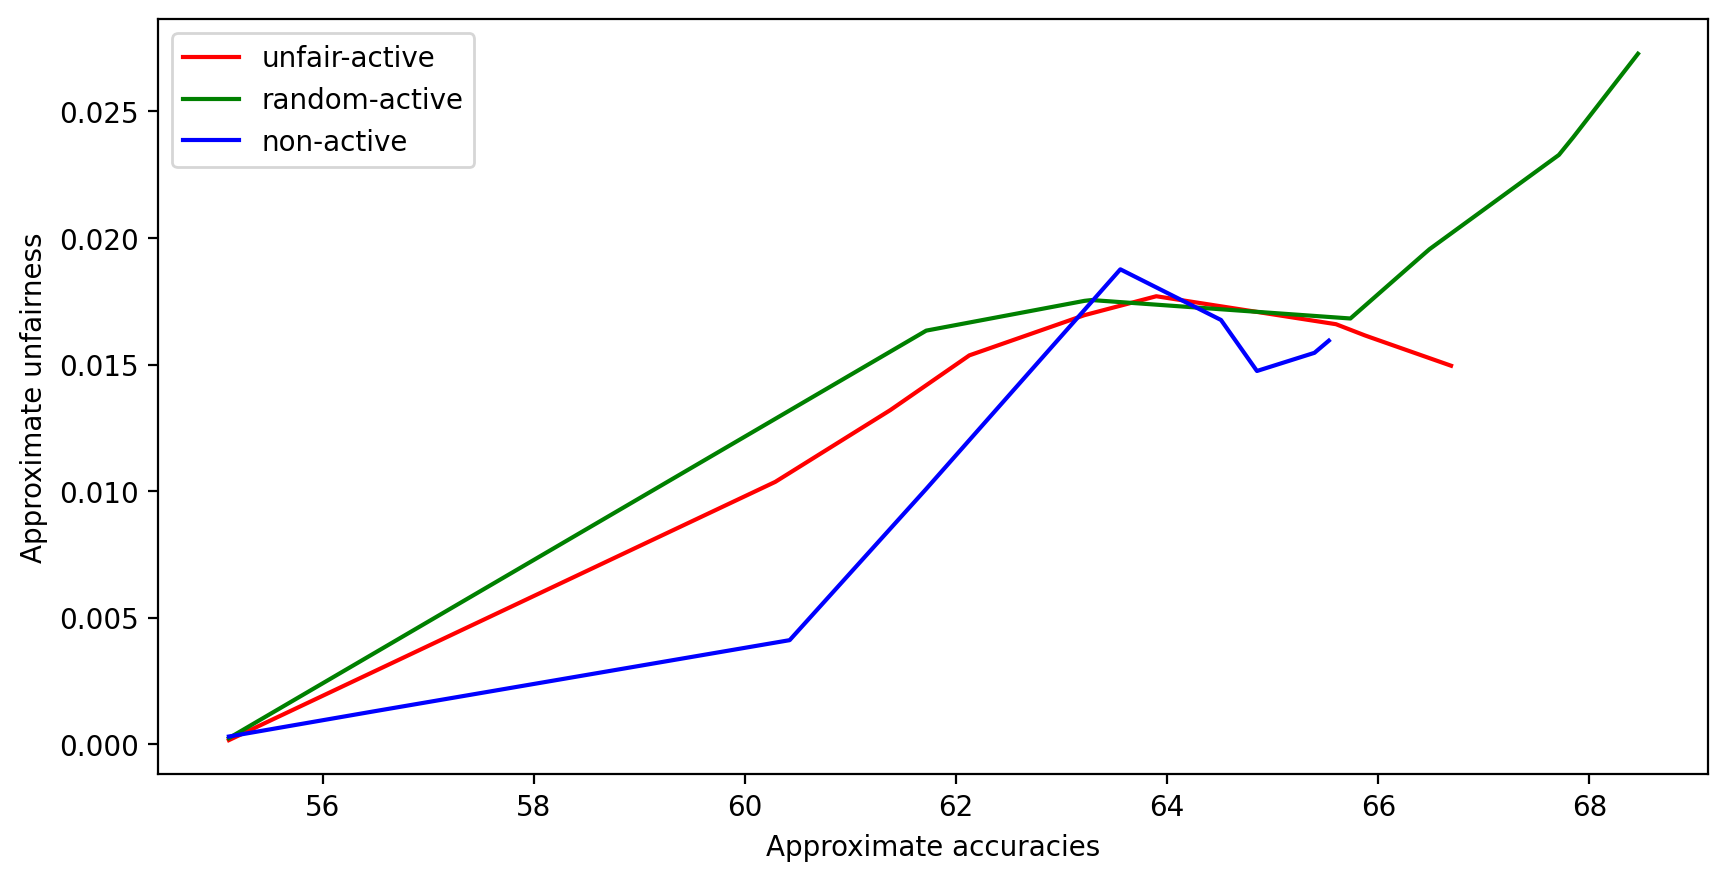 unfair-active
random-active
non-active
Approximate unfairness
0.025
0.020
0.015
0.010
0.005
0.000
56 58 60 62 64 66 68
Approximate accuracies